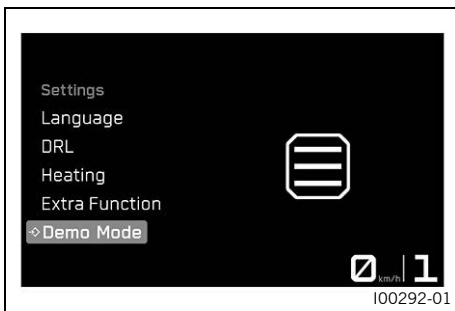 Settings
Language
DRL
Heating
Extra Function
Demo Mode
0 km/h 1
I00292-01